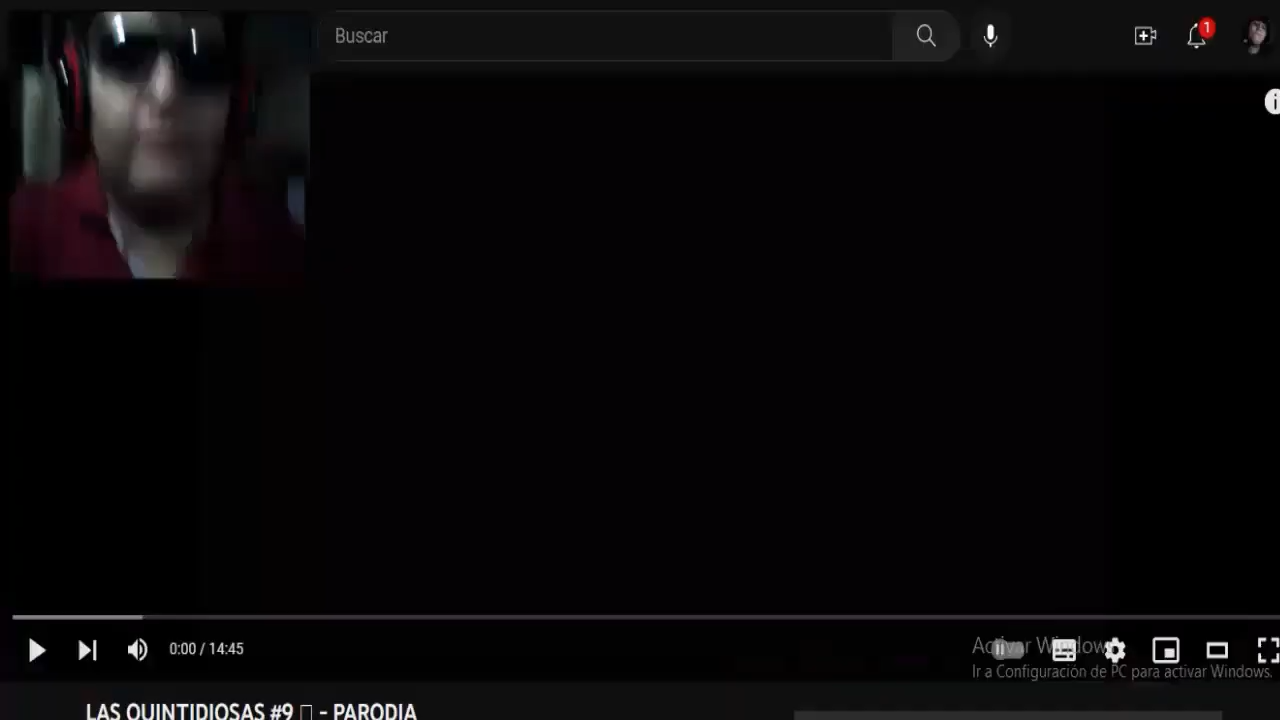 Buscar
1
0:00 / 14:45
Activar Windows
Ir a Configuración de PC para activar Windows.
LAS QUINTIDIOSAS #9 - PARODIA